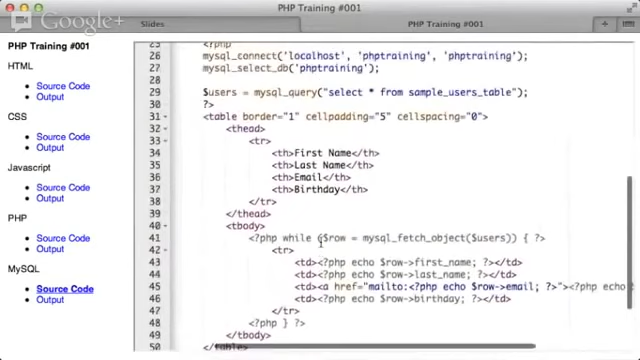 PHP Training #001
Google+
Slides
PHP Training #001
+
PHP Training #001
HTML
Source Code
Output
CSS
Source Code
Output
Javascript
Source Code
Output
PHP
Source Code
Output
MySQL
Source Code
Output
25 <?php
26 mysql_connect('localhost', 'phptraining', 'phptraining');
27 mysql_select_db('phptraining');
28
29 $users = mysql_query("select * from sample_users_table");
30 ?>
31 <table border="1" cellpadding="5" cellspacing="0">
32 <thead>
33 <tr>
34 <th>First Name</th>
35 <th>Last Name</th>
36 <th>Email</th>
37 <th>Birthday</th>
38 </tr>
39 </thead>
40 <tbody>
41 <?php while ($row = mysql_fetch_object($users)) { ?>
42 <tr>
43 <td><?php echo $row->first_name; ?></td>
44 <td><?php echo $row->last_name; ?></td>
45 <td><a href="mailto:<?php echo $row->email; ?>"><?php echo
46 <td><?php echo $row->birthday; ?></td>
47 </tr>
48 <?php } ?>
49 </tbody>
50 </table>